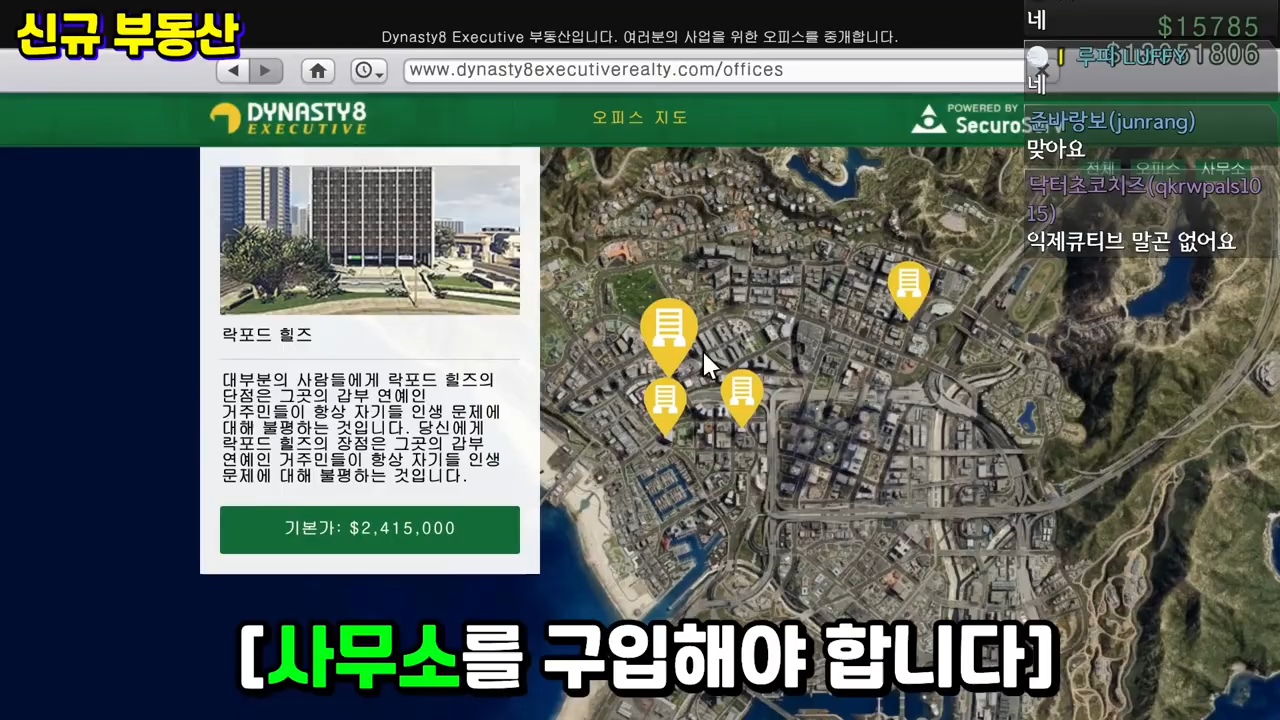 신규 부동산
Dynasty8 Executive 부동산입니다. 여러분의 사업을 위한 오피스를 중개합니다.
www.dynasty8executiverealty.com/offices
DYNASTY8
EXECUTIVE
오피스 지도
POWERED BY
전체 오피스 사무소
락포드 힐즈
대부분의 사람들에게 락포드 힐즈의
단점은 그곳의 갑부 연예인
거주민들이 항상 자기들 인생 문제에
대해 불평하는 것입니다. 당신에게
락포드 힐즈의 장점은 그곳의 갑부
연예인 거주민들이 항상 자기들 인생
문제에 대해 불평하는 것입니다.
기본가: $2,415,000
네
$15785
네
준바랑보(junrang)
맞아요
닥터초코치즈(qkrwpals10
15)
익제큐티브 말곤 없어요
[사무소를 구입해야 합니다]